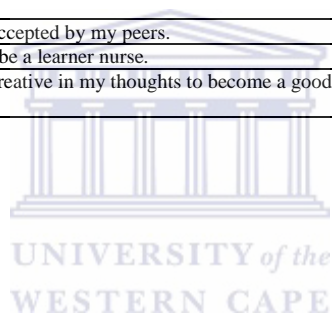 ccepted by my peers.
be a learner nurse.
reative in my thoughts to become a good
UNIVERSITY of the
WESTERN CAPE